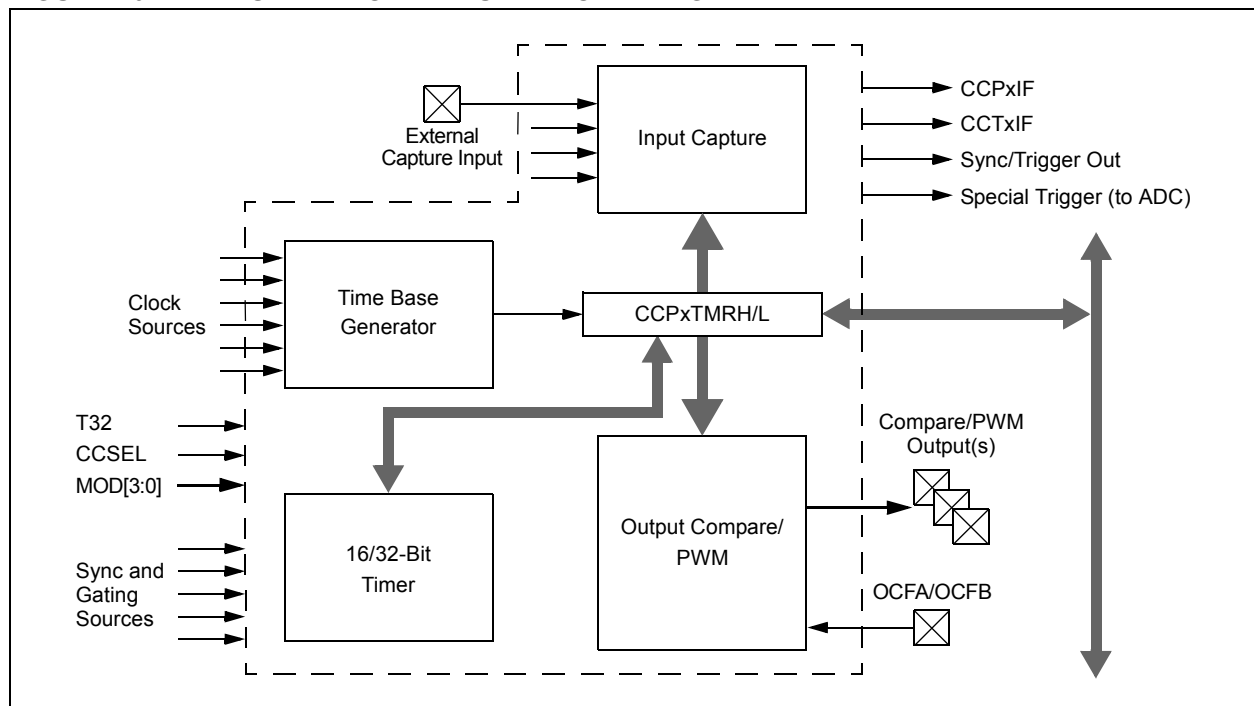 External
Capture Input
Input Capture
CCPxIF
CCTxIF
Sync/Trigger Out
Special Trigger (to ADC)
Clock
Sources
Time Base
Generator
CCPxTMRH/L
T32
CCSEL
MOD[3:0]
Sync and
Gating
Sources
16/32-Bit
Timer
Output Compare/
PWM
Compare/PWM
Output(s)
OCFA/OCFB